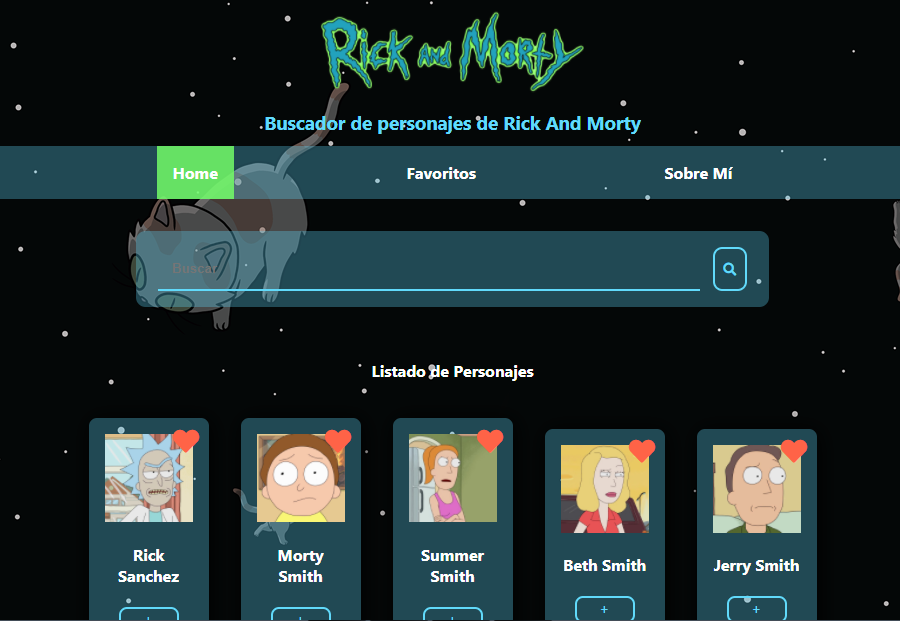 Rick and Morty
Buscador de personajes de Rick And Morty
Home
Favoritos
Sobre Mí
Buscar
Listado de Personajes
Rick
Sanchez
Morty
Smith
Summer
Smith
Beth Smith
Jerry Smith
+
+
+
+
+